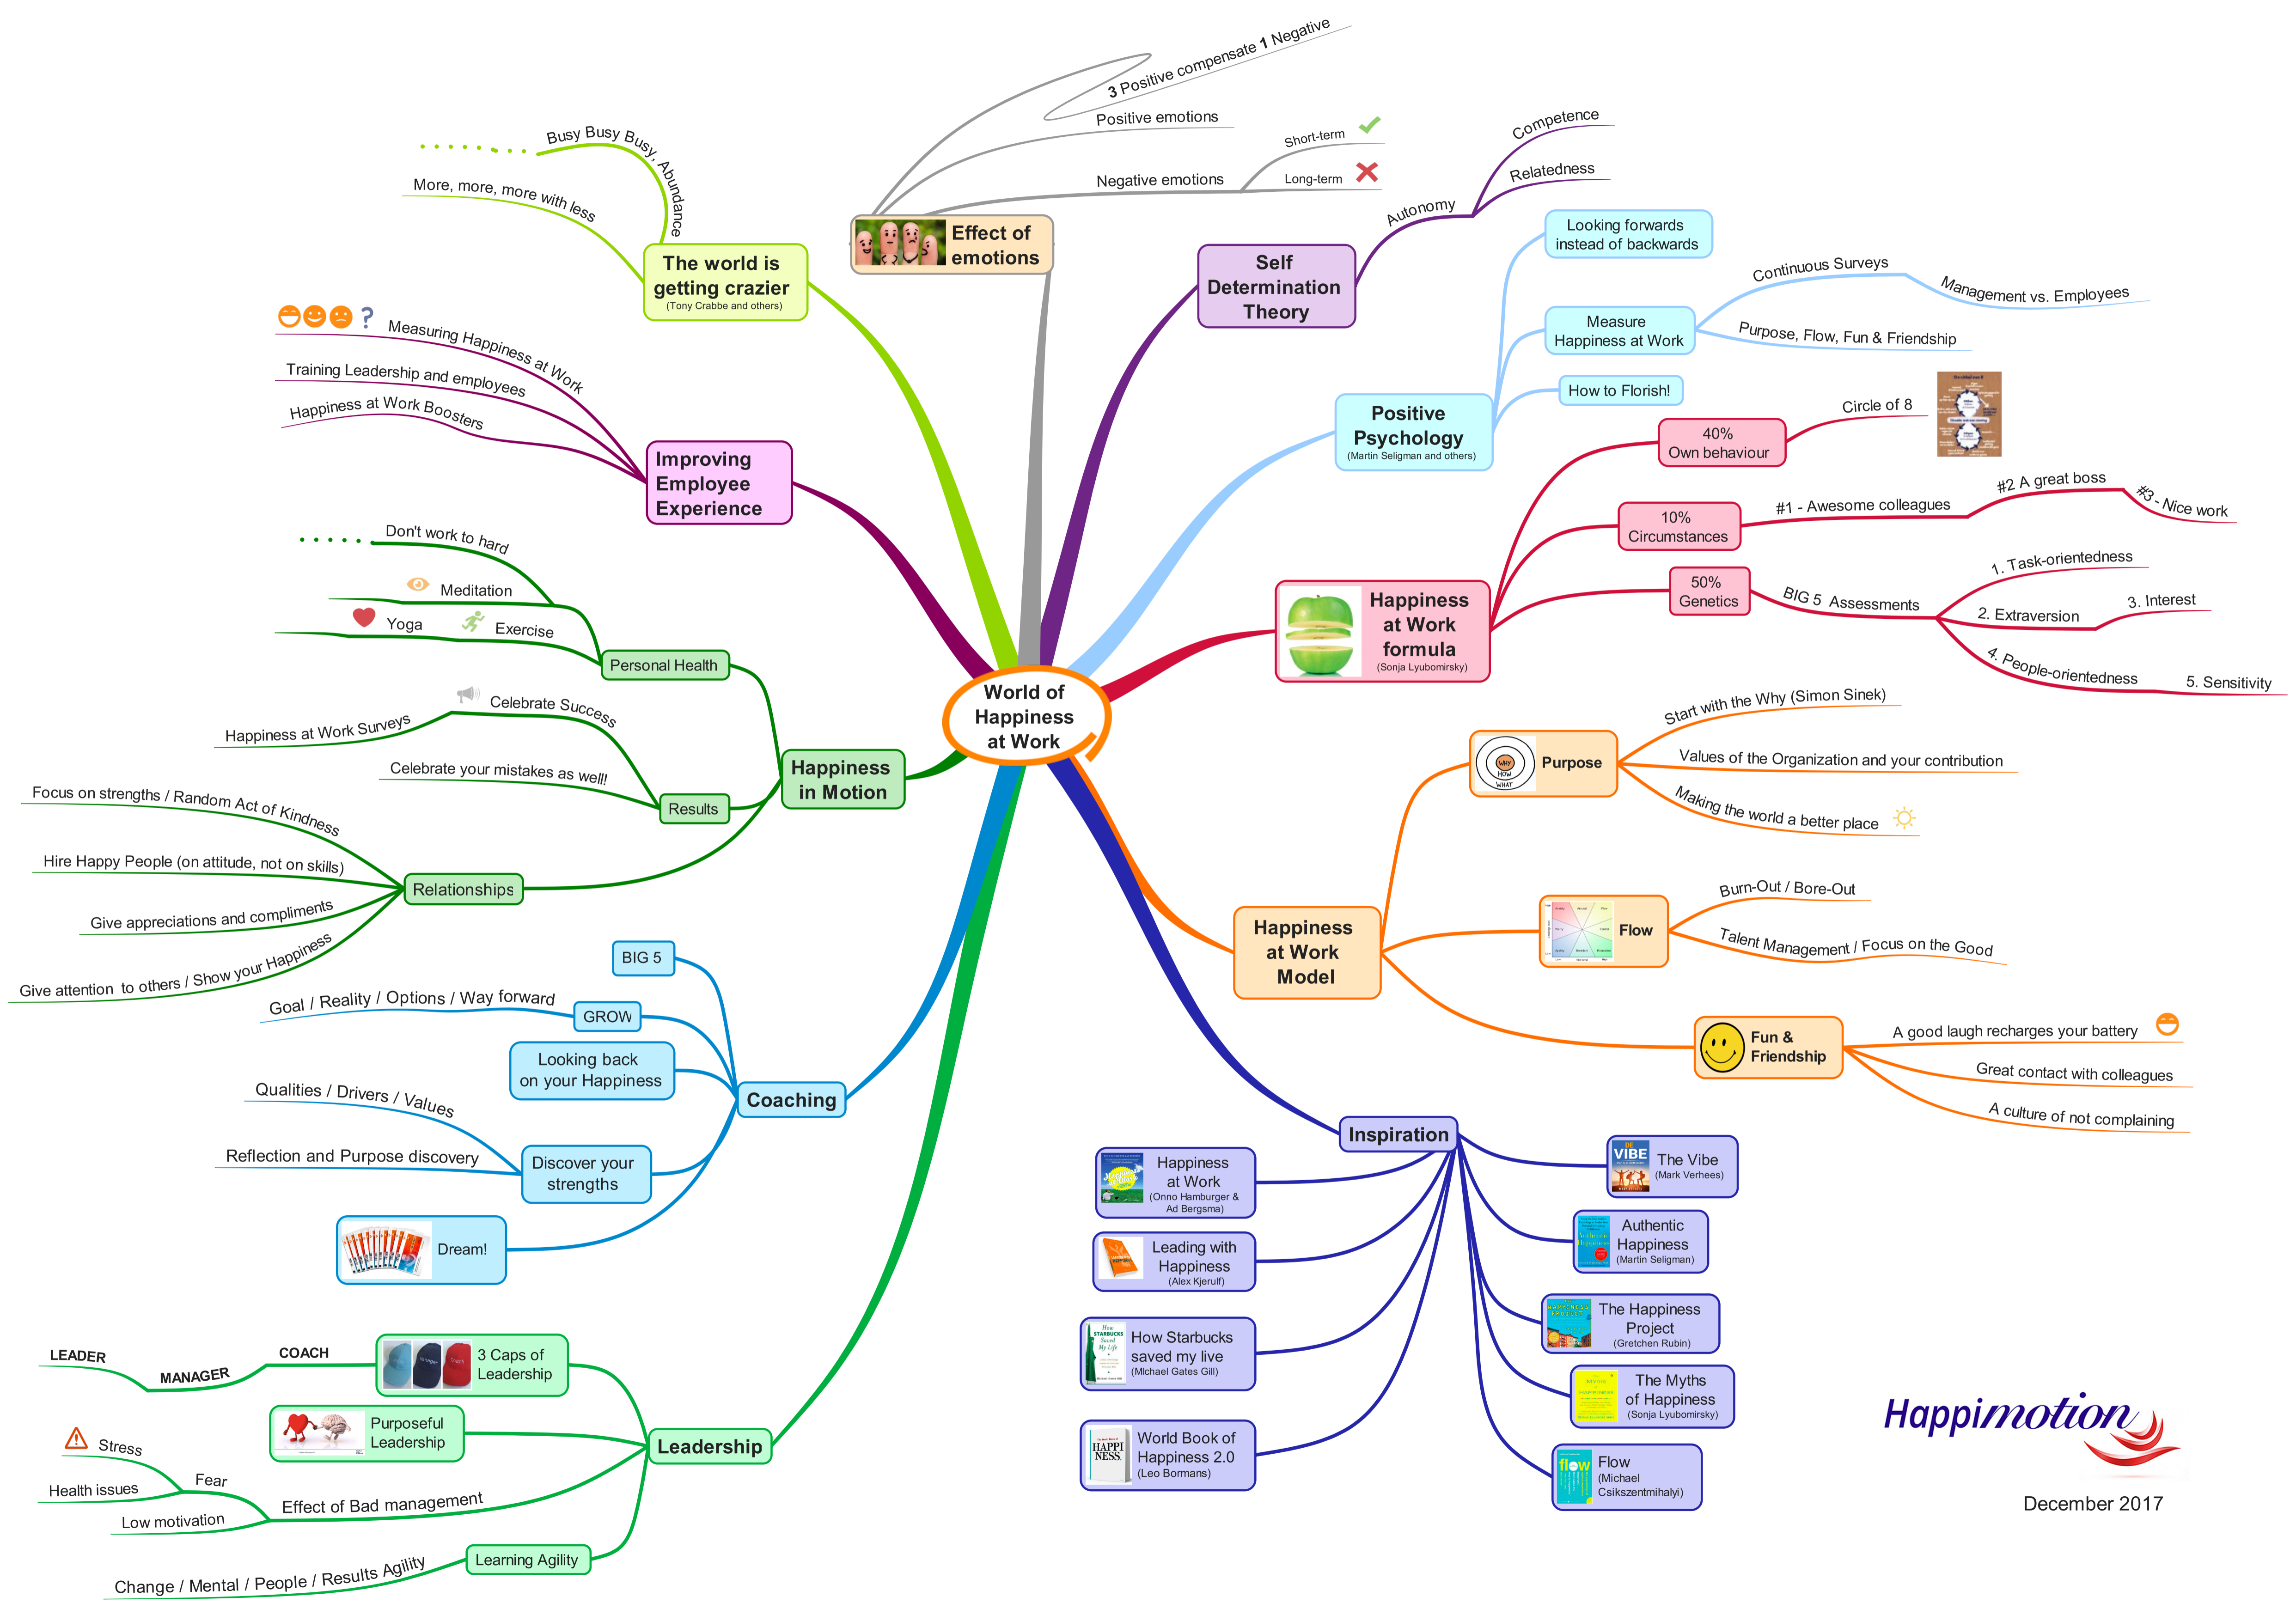 World of
Happiness
at Work
Effect of
emotions
3 Positive compensate 1 Negative
Positive emotions
Negative emotions
Short-term
Long-term
Self
Determination
Theory
Autonomy
Competence
Relatedness
Positive
Psychology
(Martin Seligman and others)
Looking forwards
instead of backwards
Measure
Happiness at Work
Continuous Surveys
Management vs. Employees
Purpose, Flow, Fun & Friendship
How to Florish!
Happiness
at Work
formula
(Sonja Lyubomirsky)
40%
Own behaviour
Circle of 8
10%
Circumstances
#1 - Awesome colleagues
#2 A great boss
#3 - Nice work
50%
Genetics
BIG 5 Assessments
1. Task-orientedness
2. Extraversion
3. Interest
4. People-orientedness
5. Sensitivity
Happiness
at Work
Model
WHY
HOW
WHAT
Purpose
Start with the Why (Simon Sinek)
Values of the Organization and your contribution
Making the world a better place
Flow
Burn-Out / Bore-Out
Talent Management / Focus on the Good
Fun &
Friendship
A good laugh recharges your battery
Great contact with colleagues
A culture of not complaining
Inspiration
DE
VIBE
The Vibe
(Mark Verhees)
Authentic
Happiness
(Martin Seligman)
The Happiness
Project
(Gretchen Rubin)
The Myths
of Happiness
(Sonja Lyubomirsky)
flow
Flow
(Michael
Csikszentmihalyi)
Happiness
at Work
(Onno Hamburger &
Ad Bergsma)
Leading with
Happiness
(Alex Kjerulf)
How
STARBUCKS
Saved
My Life
How Starbucks
saved my live
(MIchael Gates Gill)
HAPPI
NESS
World Book of
Happiness 2.0
(Leo Bormans)
The world is
getting crazier
(Tony Crabbe and others)
Busy Busy Busy, Abundance
More, more, more with less
Improving
Employee
Experience
? Measuring Happiness at Work
Training Leadership and employees
Happiness at Work Boosters
Happiness
in Motion
Personal Health
Don't work to hard
Meditation
Yoga
Exercise
Results
Celebrate Success
Happiness at Work Surveys
Celebrate your mistakes as well!
Relationships
Focus on strengths / Random Act of Kindness
Hire Happy People (on attitude, not on skills)
Give appreciations and compliments
Give attention to others / Show your Happiness
Coaching
BIG 5
GROW
Goal / Reality / Options / Way forward
Looking back
on your Happiness
Discover your
strengths
Qualities / Drivers / Values
Reflection and Purpose discovery
Dream!
Leadership
3 Caps of
Leadership
COACH
MANAGER
LEADER
Purposeful
Leadership
Effect of Bad management
Fear
Stress
Health issues
Low motivation
Learning Agility
Change / Mental / People / Results Agility
Happimotion
December 2017